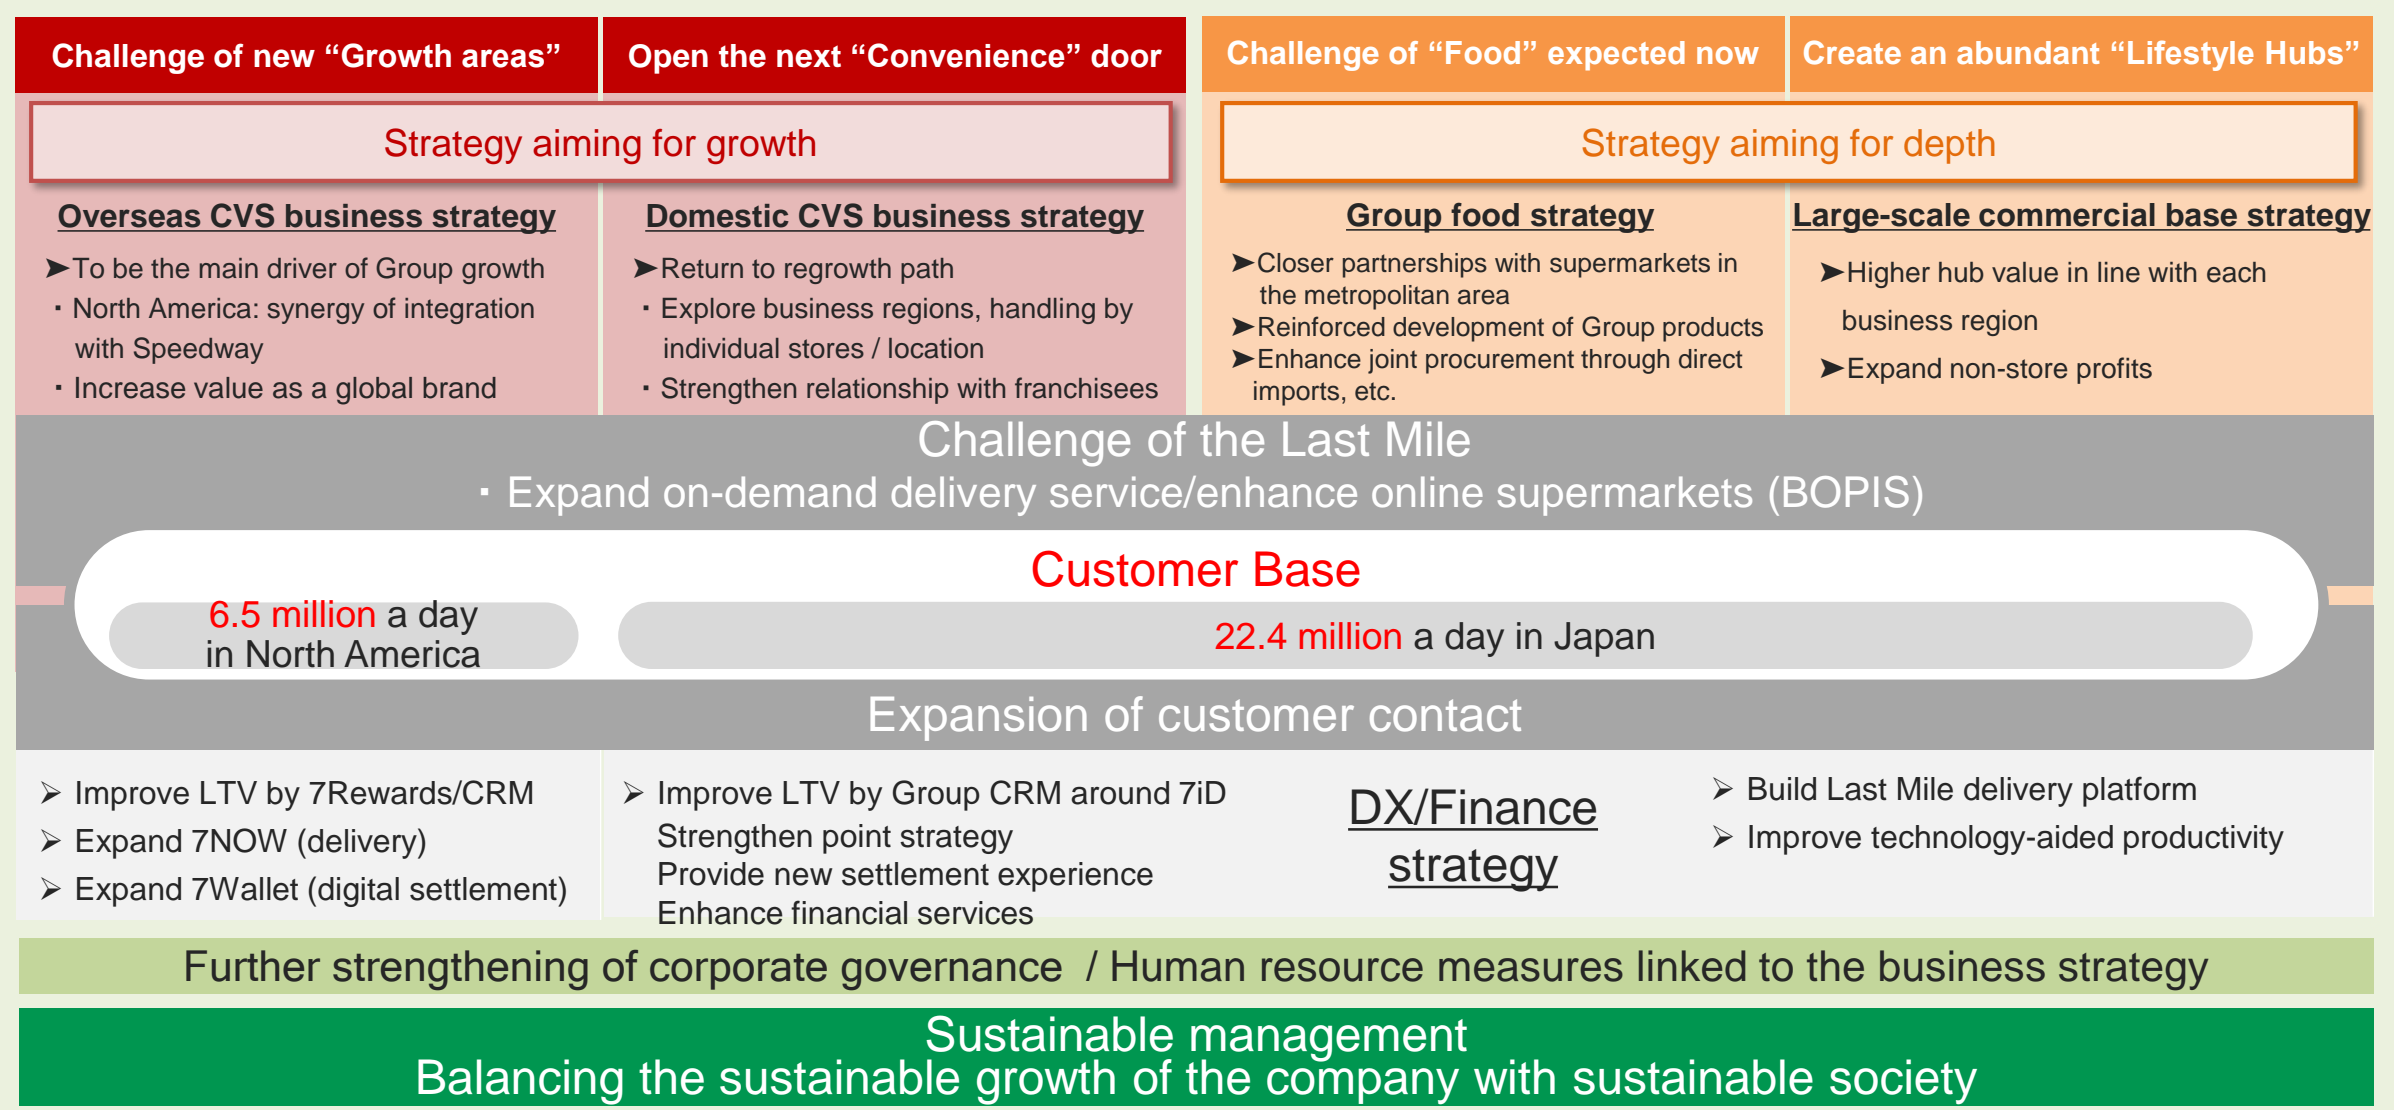 Challenge of new “Growth areas”
Open the next “Convenience” door
Challenge of “Food” expected now
Create an abundant “Lifestyle Hubs”
Strategy aiming for growth
Strategy aiming for depth
Overseas CVS business strategy
➤To be the main driver of Group growth
・North America: synergy of integration
with Speedway
・Increase value as a global brand
Domestic CVS business strategy
➤Return to regrowth path
・Explore business regions, handling by
individual stores / location
・Strengthen relationship with franchisees
Group food strategy
➤Closer partnerships with supermarkets in
the metropolitan area
➤Reinforced development of Group products
➤Enhance joint procurement through direct
imports, etc.
Large-scale commercial base strategy
➤Higher hub value in line with each
business region
➤Expand non-store profits
Challenge of the Last Mile
・Expand on-demand delivery service/enhance online supermarkets (BOPIS)
Customer Base
6.5 million a day
in North America
22.4 million a day in Japan
Expansion of customer contact
➢ Improve LTV by 7Rewards/CRM
➢ Expand 7NOW (delivery)
➢ Expand 7Wallet (digital settlement)
➢ Improve LTV by Group CRM around 7iD
Strengthen point strategy
Provide new settlement experience
Enhance financial services
DX/Finance
strategy
➢ Build Last Mile delivery platform
➢ Improve technology-aided productivity
Further strengthening of corporate governance / Human resource measures linked to the business strategy
Sustainable management
Balancing the sustainable growth of the company with sustainable society